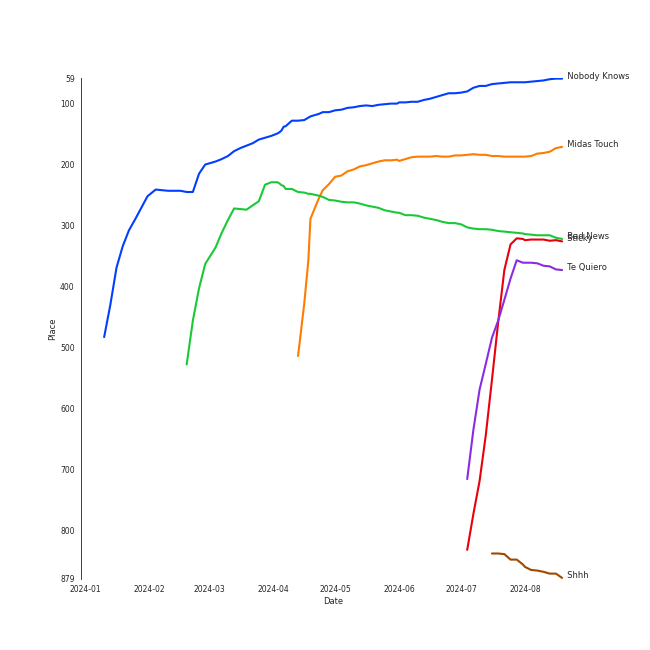 59
100
200
300
400
500
600
700
800
879
Place
2024-01
2024-02
2024-03
2024-04
2024-05
2024-06
2024-07
2024-08
Date
Nobody Knows
Midas Touch
Bad News
Sticky
Te Quiero
Shhh